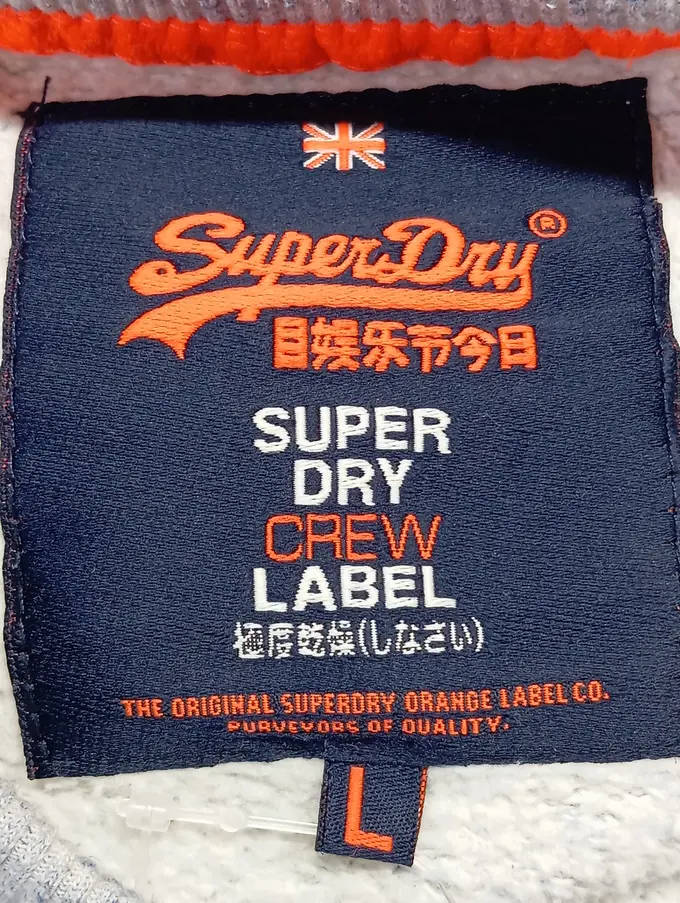 SuperDry®
目娱乐节今日
SUPER
DRY
CREW
LABEL
極度乾燥(しなさい)
THE ORIGINAL SUPERDRY ORANGE LABEL CO.
PURVEYORS OF QUALITY.
L